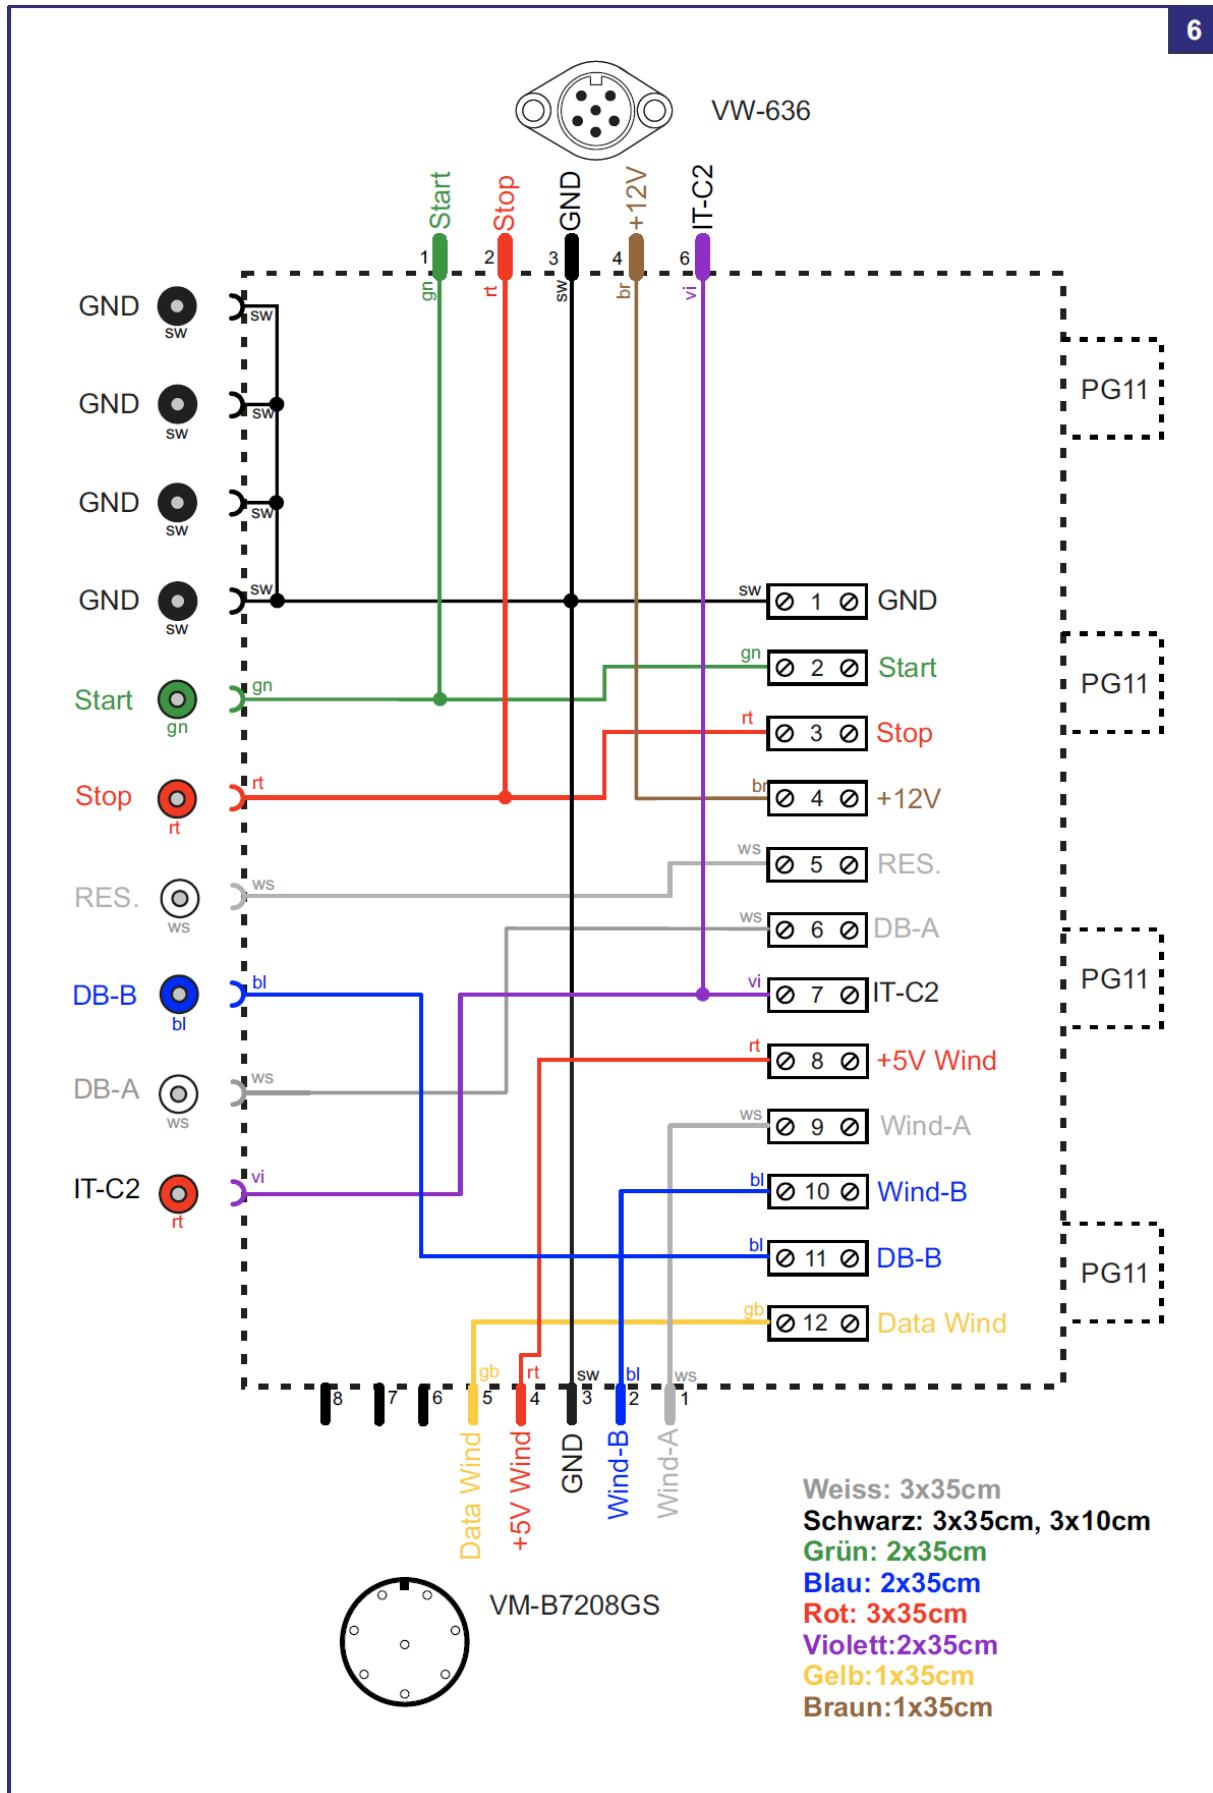 6
VW-636
Start
Stop
GND
+12V
IT-C2
1
2
3
4
6
gn
rt
sw
br
vi
GND
sw
sw
GND
sw
sw
GND
sw
sw
GND
sw
sw
Start
gn
gn
Stop
rt
rt
RES.
ws
ws
DB-B
bl
bl
DB-A
ws
ws
IT-C2
rt
vi
sw 1 GND
gn 2 Start
rt 3 Stop
br 4 +12V
ws 5 RES.
ws 6 DB-A
vi 7 IT-C2
rt 8 +5V Wind
ws 9 Wind-A
bl 10 Wind-B
bl 11 DB-B
gb 12 Data Wind
PG11
PG11
PG11
PG11
gb
rt
sw
bl
ws
8
7
6
5
4
3
2
1
Data Wind
+5V Wind
GND
Wind-B
Wind-A
VM-B7208GS
Weiss: 3x35cm
Schwarz: 3x35cm, 3x10cm
Grün: 2x35cm
Blau: 2x35cm
Rot: 3x35cm
Violett:2x35cm
Gelb:1x35cm
Braun:1x35cm